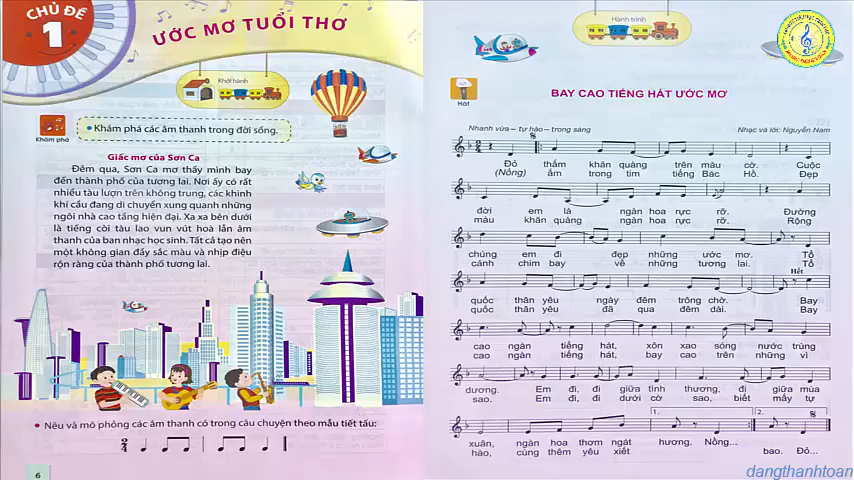 CHỦ ĐỀ
1
ƯỚC MƠ TUỔI THƠ
Khởi hành
Khám phá
• Khám phá các âm thanh trong đời sống.
Giấc mơ của Sơn Ca
Đêm qua, Sơn Ca mơ thấy mình bay
đến thành phố của tương lai. Nơi ấy có rất
nhiều tàu lượn trên không trung, các khinh
khí cầu đang di chuyển xung quanh những
ngôi nhà cao tầng hiện đại. Xa xa bên dưới
là tiếng còi tàu lao vun vút hoà lẫn âm
thanh của ban nhạc học sinh. Tất cả tạo nên
một không gian đầy sắc màu và nhịp điệu
rộn ràng của thành phố tương lai.
• Nêu và mô phỏng các âm thanh có trong câu chuyện theo mẫu tiết tấu:
2
4
6
Hành trình
Hát
BAY CAO TIẾNG HÁT ƯỚC MƠ
Nhanh vừa – tự hào – trong sáng
Nhạc và lời: Nguyễn Nam
Đỏ thắm khăn quàng trên màu cờ. Cuộc
(Nồng) ấm trong tim tiếng Bác Hồ. Đẹp
đời em là ngàn hoa rực rỡ. Đường
màu khăn quàng ngàn hoa rực rỡ. Rộng
chúng em đi đẹp những ước mơ. Tổ
cánh chim bay về những tương lai. Tổ
Hết
quốc thân yêu ngày đêm trông chờ. Bay
quốc thân yêu đã qua đêm dài. Bay
cao ngàn tiếng hát, xôn xao sóng nước trùng
cao ngàn tiếng hát, bay cao trên những vì
dương. Em đi, đi giữa tình thương, đi giữa mùa
sao. Em đi, đi dưới cờ sao, biết mấy tự
1.
2.
xuân, ngàn hoa thơm ngát hương. Nồng...
hào, cùng thêm yêu xiết bao. Đỏ...
dangthanhtoan